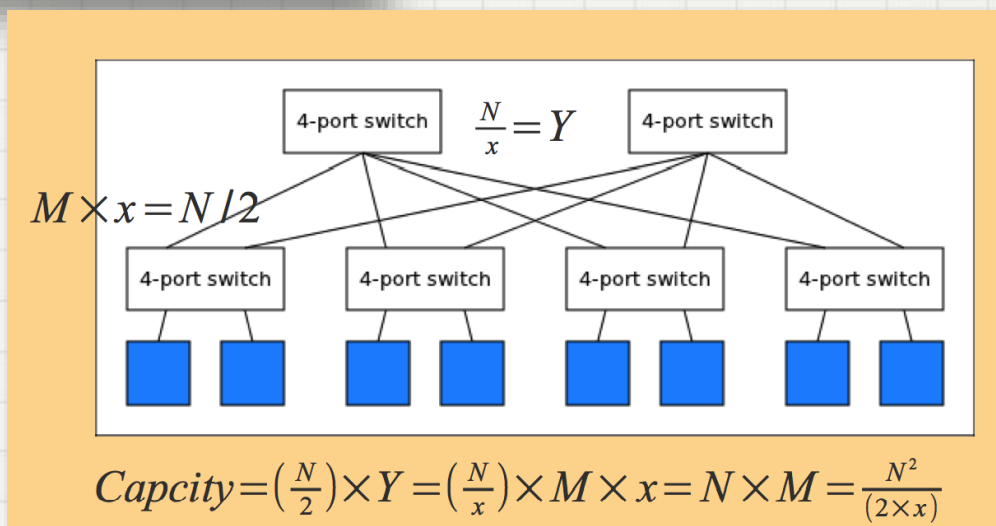 4-port switch N/x=Y 4-port switch
M×x=N/2
4-port switch 4-port switch 4-port switch 4-port switch
Capcity=(N/2)×Y=(N/x)×M×x=N×M=N²/(2×x)